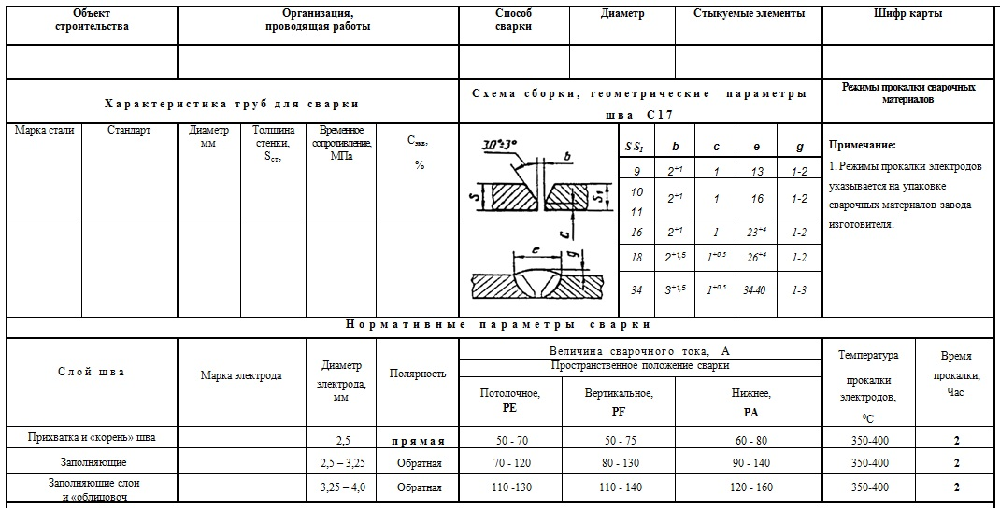 Объект строительства
Организация, проводящая работы
Способ сварки
Диаметр
Стыкуемые элементы
Шифр карты
Характеристика труб для сварки
Схема сборки, геометрические параметры
шва С17
Режимы прокалки сварочных
материалов
Марка стали
Стандарт
Диаметр
мм
Толщина
стенки,
Sст,
Временное
сопротивление,
МПа
Сэкв,
%
30°±3°
b
S
S1
c
e
g
S-S1 b c e g
9 2+1 1 13 1-2
10
11
2+1 1 16 1-2
16 2+1 1 23+4 1-2
18 2+1,5 1+0,5 26+4 1-2
34 3+1,5 1+0,5 34-40 1-3
Примечание:
1. Режимы прокалки электродов
указывается на упаковке
сварочных материалов завода
изготовителя.
Нормативные параметры сварки
Слой шва
Марка электрода
Диаметр
электрода,
мм
Полярность
Величина сварочного тока, А
Пространственное положение сварки
Потолочное,
PE
Вертикальное,
PF
Нижнее,
PA
Температура
прокалки
электродов,
0С
Время
прокалки,
Час
Прихватка и «корень» шва 2,5 прямая 50 - 70 50 - 75 60 - 80 350-400 2
Заполняющие 2,5 – 3,25 Обратная 70 - 120 80 - 130 90 - 140 350-400 2
Заполняющие слои
и «облицовоч
3,25 – 4,0 Обратная 110 -130 110 - 140 120 - 160 350-400 2